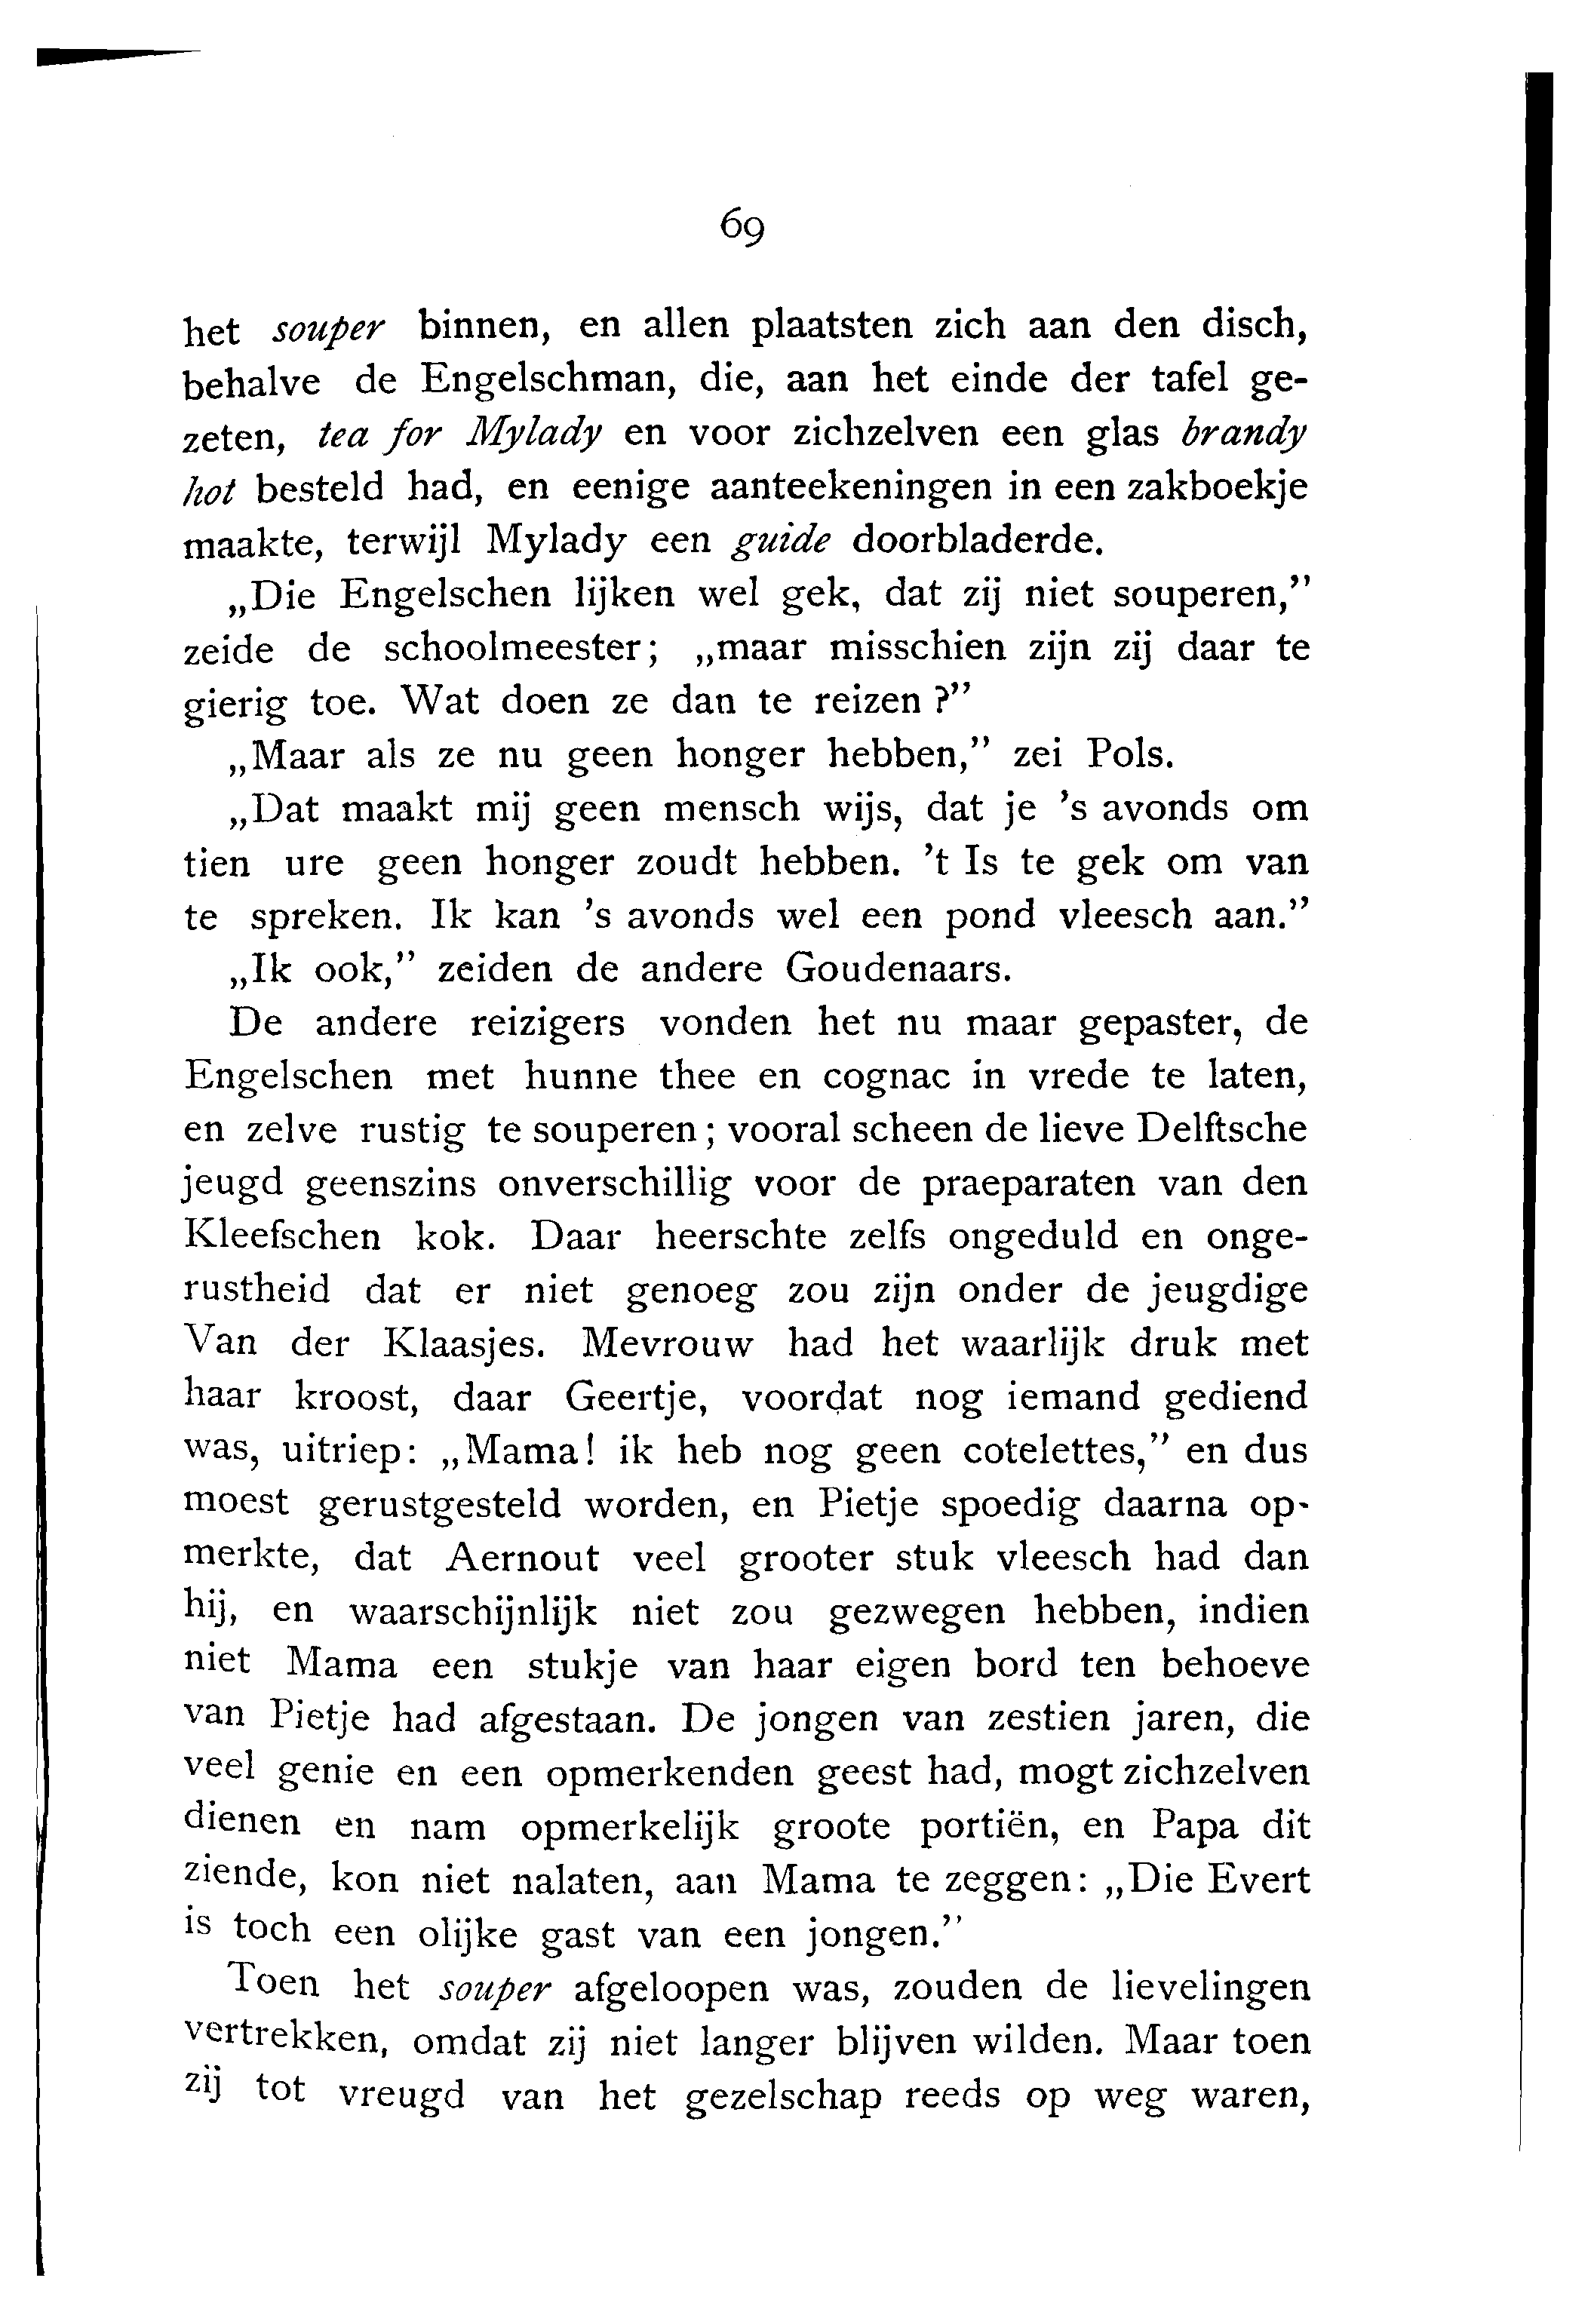 69
het souper binnen, en allen plaatsten zich aan den disch,
behalve de Engelschman, die, aan het einde der tafel ge-
zeten, tea for Mylady en voor zichzelven een glas brandy
hot besteld had, en eenige aanteekeningen in een zakboekje
maakte, terwijl Mylady een guide doorbladerde.
„Die Engelschen lijken wel gek, dat zij niet souperen,”
zeide de schoolmeester; „maar misschien zijn zij daar te
gierig toe. Wat doen ze dan te reizen?”
„Maar als ze nu geen honger hebben,” zei Pols.
„Dat maakt mij geen mensch wijs, dat je 's avonds om
tien ure geen honger zoudt hebben. 't Is te gek om van
te spreken. Ik kan 's avonds wel een pond vleesch aan.”
„Ik ook,” zeiden de andere Goudenaars.
De andere reizigers vonden het nu maar gepaster, de
Engelschen met hunne thee en cognac in vrede te laten,
en zelve rustig te souperen; vooral scheen de lieve Delftsche
jeugd geenszins onverschillig voor de praeparaten van den
Kleefschen kok. Daar heerschte zelfs ongeduld en onge-
rustheid dat er niet genoeg zou zijn onder de jeugdige
Van der Klaasjes. Mevrouw had het waarlijk druk met
haar kroost, daar Geertje, voordat nog iemand gediend
was, uitriep: „Mama! ik heb nog geen cotelettes,” en dus
moest gerustgesteld worden, en Pietje spoedig daarna op-
merkte, dat Aernout veel grooter stuk vleesch had dan
hij, en waarschijnlijk niet zou gezwegen hebben, indien
niet Mama een stukje van haar eigen bord ten behoeve
van Pietje had afgestaan. De jongen van zestien jaren, die
veel genie en een opmerkenden geest had, mogt zichzelven
dienen en nam opmerkelijk groote portiën, en Papa dit
ziende, kon niet nalaten, aan Mama te zeggen: „Die Evert
is toch een olijke gast van een jongen.”
Toen het souper afgeloopen was, zouden de lievelingen
vertrekken, omdat zij niet langer blijven wilden. Maar toen
zij tot vreugd van het gezelschap reeds op weg waren,